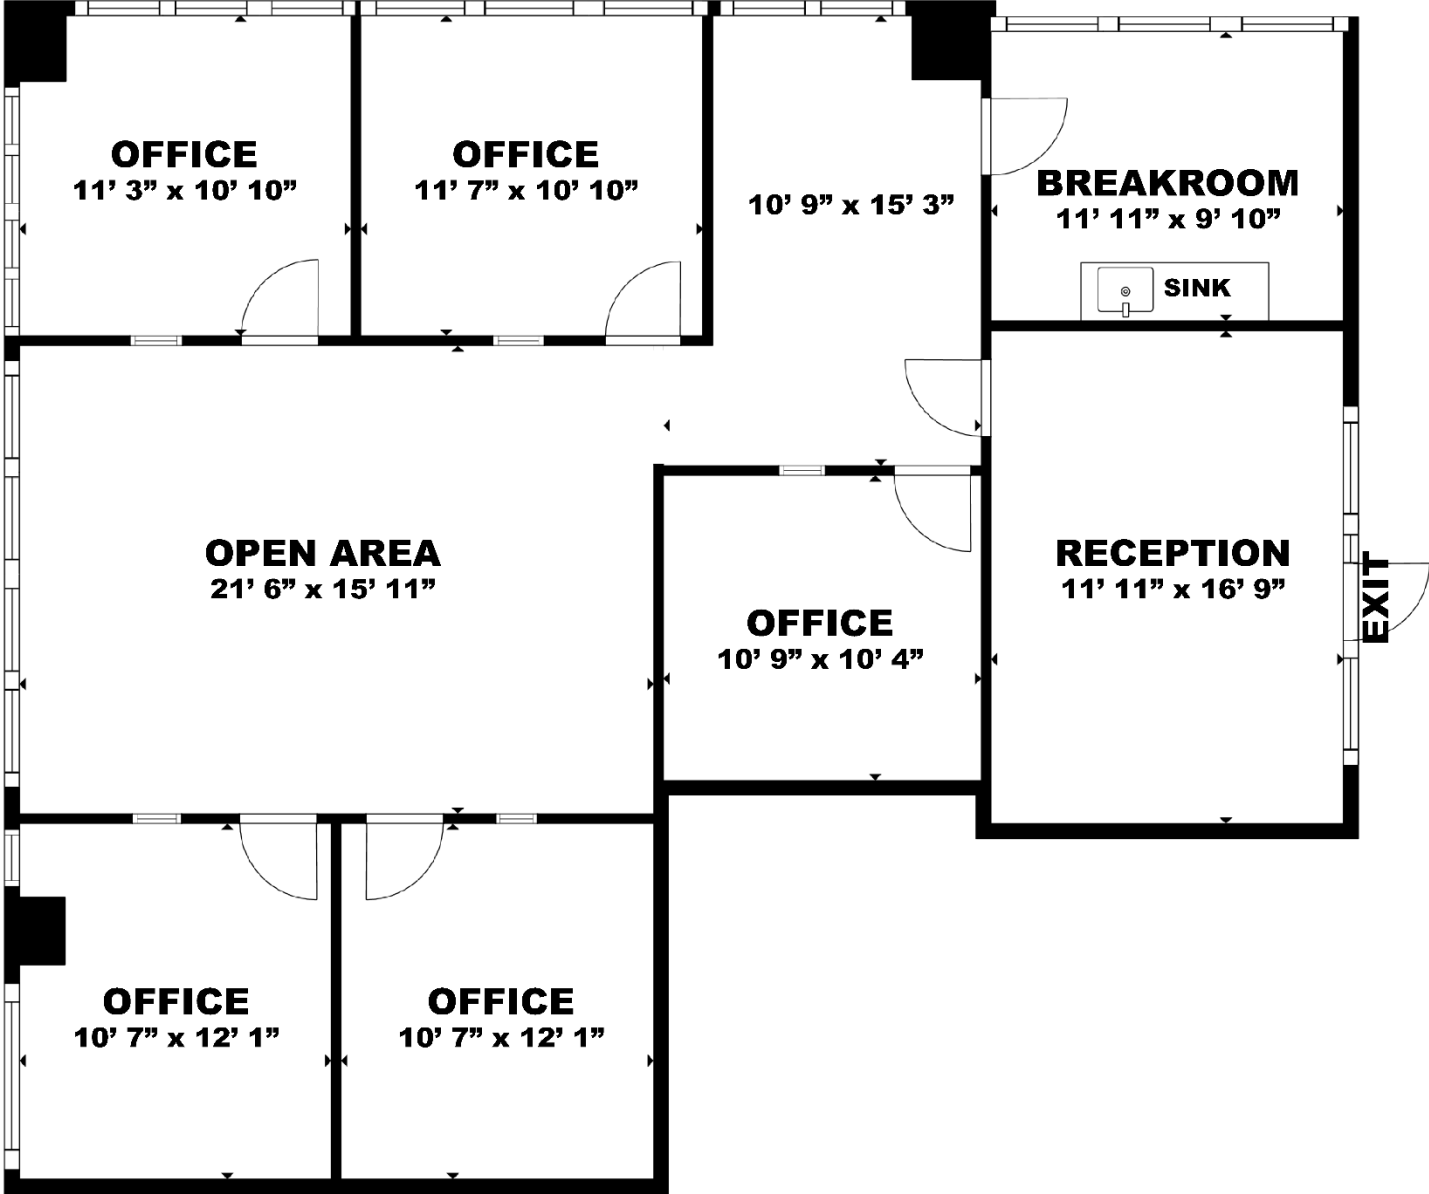 OFFICE
11’ 3” x 10’ 10”
OFFICE
11’ 7” x 10’ 10”
10’ 9” x 15’ 3”
BREAKROOM
11’ 11” x 9’ 10”
SINK
OPEN AREA
21’ 6” x 15’ 11”
OFFICE
10’ 9” x 10’ 4”
RECEPTION
11’ 11” x 16’ 9”
EXIT
OFFICE
10’ 7” x 12’ 1”
OFFICE
10’ 7” x 12’ 1”